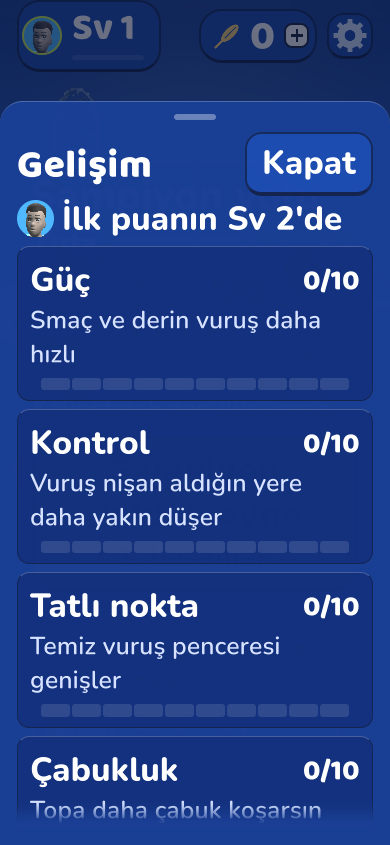 Sv 1
0
Gelişim
Kapat
İlk puanın Sv 2'de
Güç
0/10
Smaç ve derin vuruş daha
hızlı
Kontrol
0/10
Vuruş nişan aldığın yere
daha yakın düşer
Tatlı nokta
0/10
Temiz vuruş penceresi
genişler
Çabukluk
0/10
Topa daha çabuk koşarsın